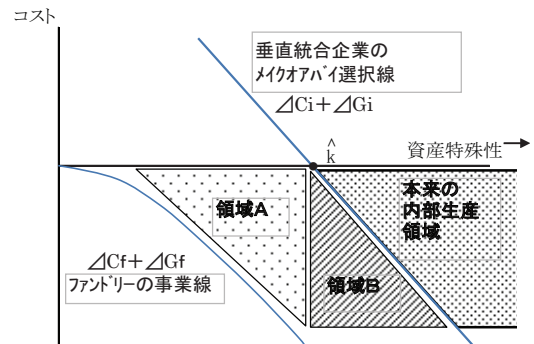 コスト
垂直統合企業の
メイクオアバイ選択線
⊿Ci＋⊿Gi
^
k
資産特殊性
本来の
内部生産
領域
領域A
領域B
⊿Cf＋⊿Gf
ファンドリーの事業線